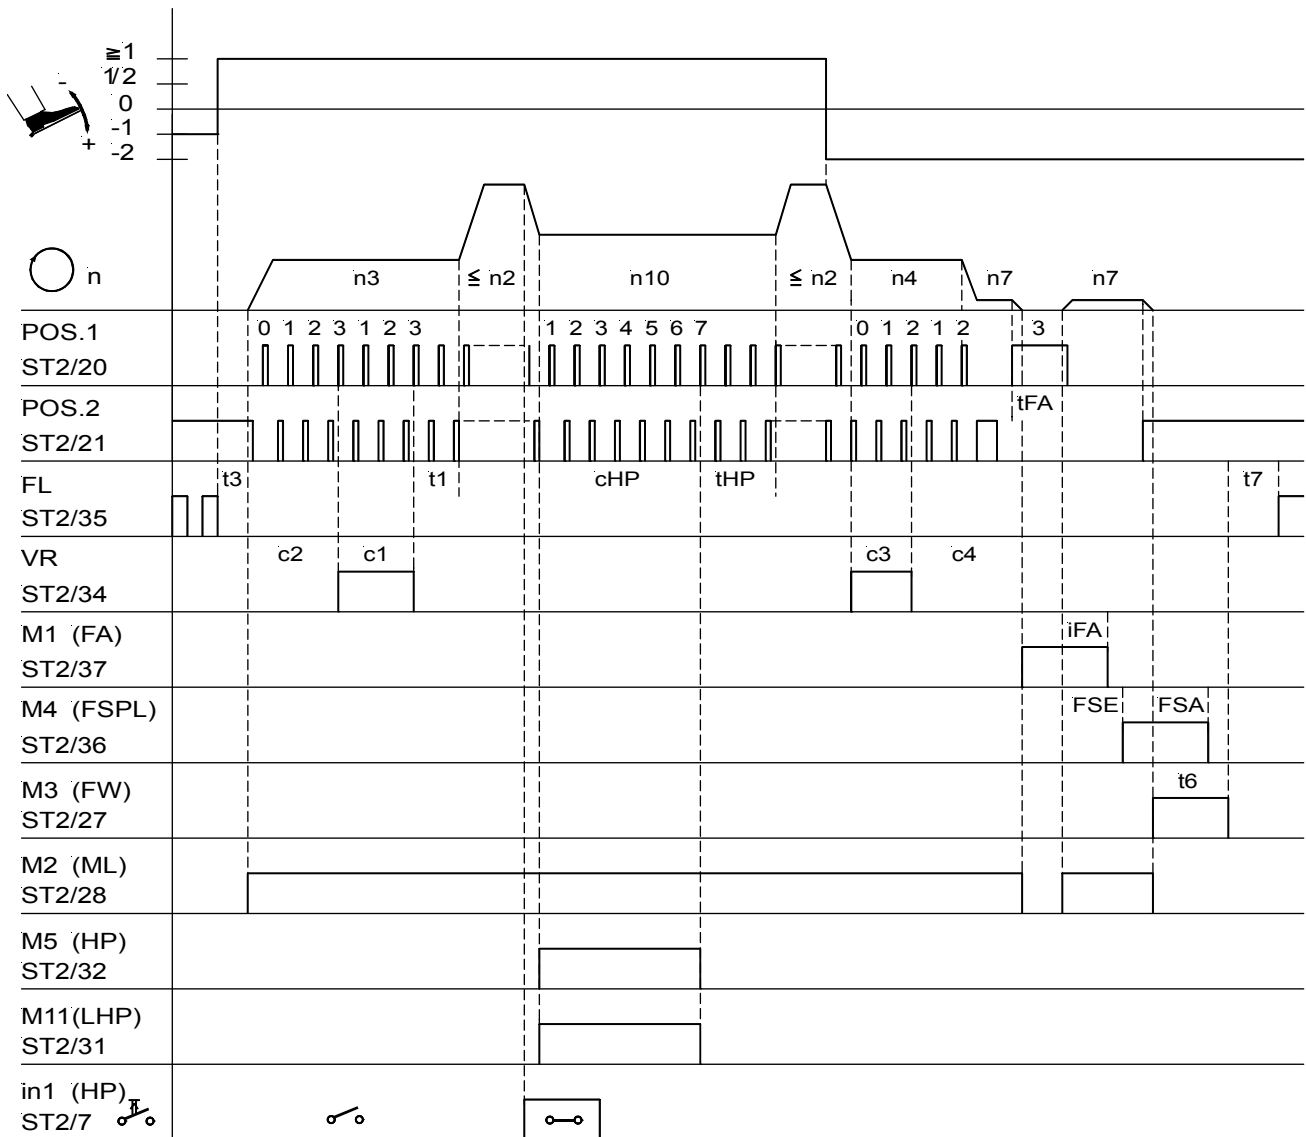 ≧1
1/2
-
0
-1
+
-2
n
n3
≦ n2
n10
≦ n2
n4
n7
n7
POS.1
0 1 2 3 1 2 3
1 2 3 4 5 6 7
0 1 2 1 2
3
ST2/20
POS.2
tFA
ST2/21
FL
t3
t1
cHP
tHP
t7
ST2/35
VR
c2
c1
c3
c4
ST2/34
M1 (FA)
iFA
ST2/37
M4 (FSPL)
FSE
FSA
ST2/36
M3 (FW)
t6
ST2/27
M2 (ML)
ST2/28
M5 (HP)
ST2/32
M11(LHP)
ST2/31
in1 (HP)
ST2/7